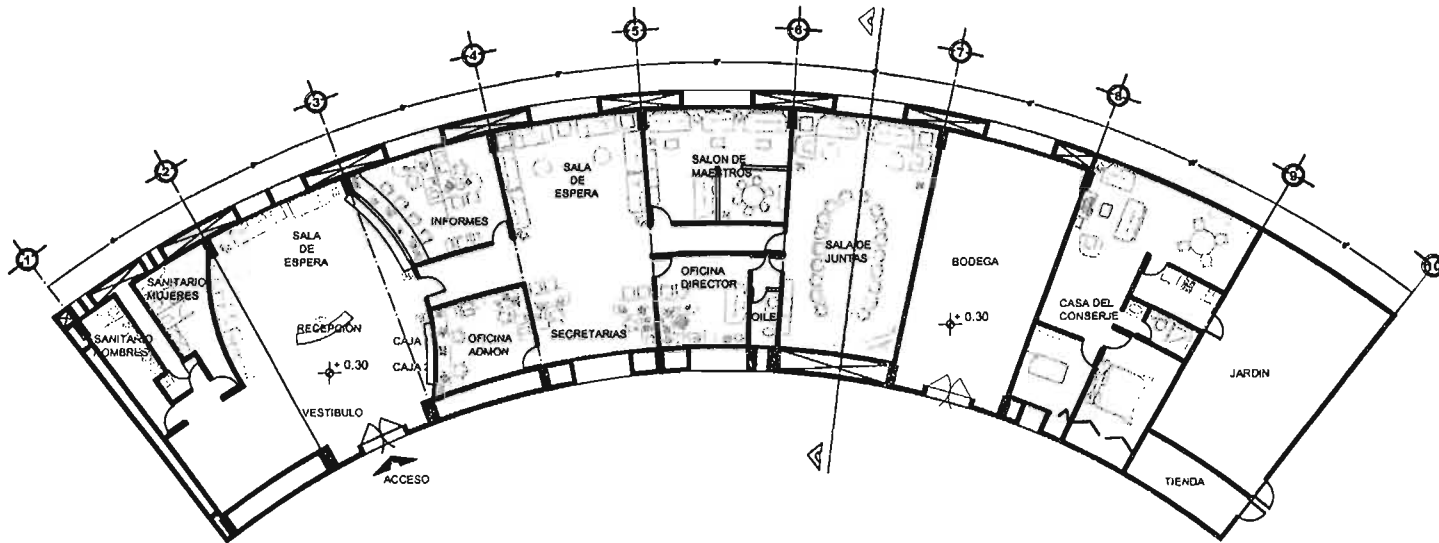 1
2
3
4
5
6
7
8
9
10
SANITARIO
HOMBRES
SANITARIO
MUJERES
SALA
DE
ESPERA
RECEPCIÓN
+ 0.30
VESTIBULO
ACCESO
INFORMES
CAJA
CAJA
OFICINA
ADMON
SALA
DE
ESPERA
SECRETARIAS
SALON DE
MAESTROS
OFICINA
DIRECTOR
SALA DE
JUNTAS
BODEGA
+ 0.30
CASA DEL
CONSERJE
JARDIN
TIENDA